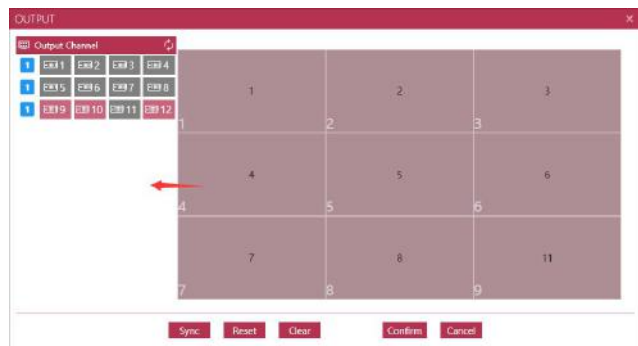 OUTPUT
Output Channel
1 1 2 3 4
1 5 6 7 8
1 9 10 11 12
1 2 3
1 2 3
4 5 6
4 5 6
7 8 11
7 8 9
Sync Reset Clear Confirm Cancel